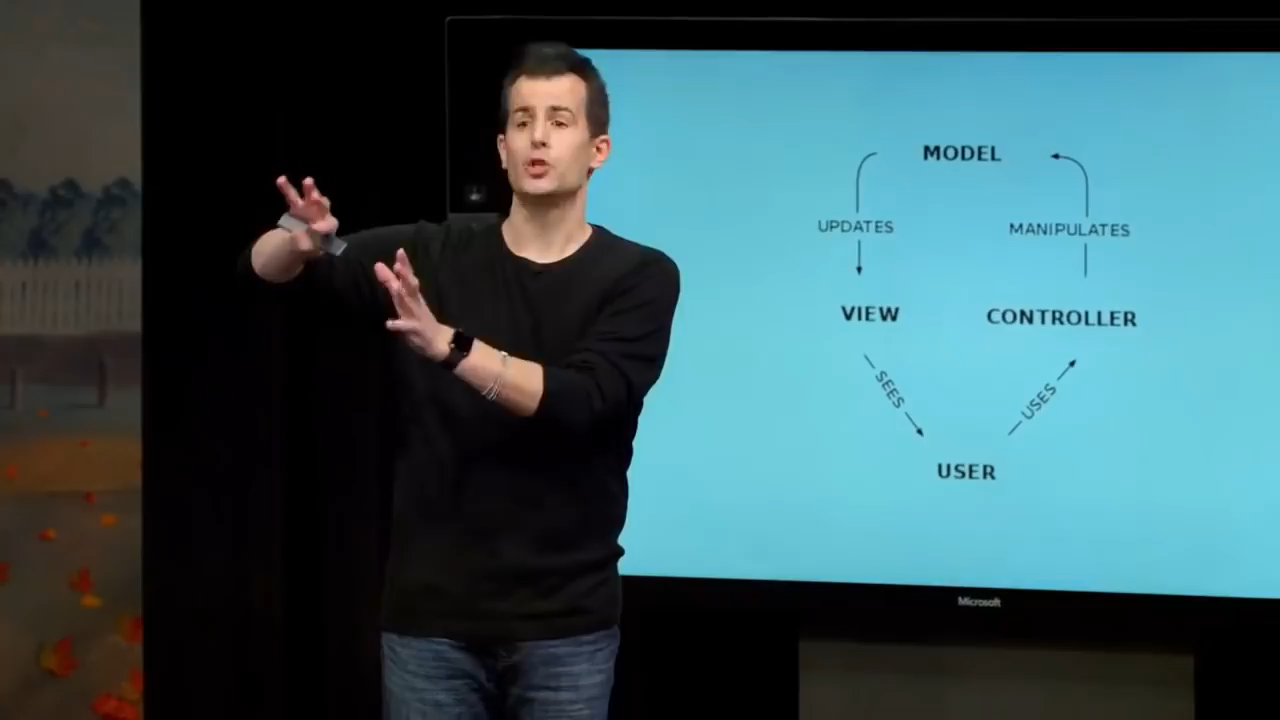 MODEL
UPDATES
MANIPULATES
VIEW
CONTROLLER
SEES
USES
USER
Microsoft